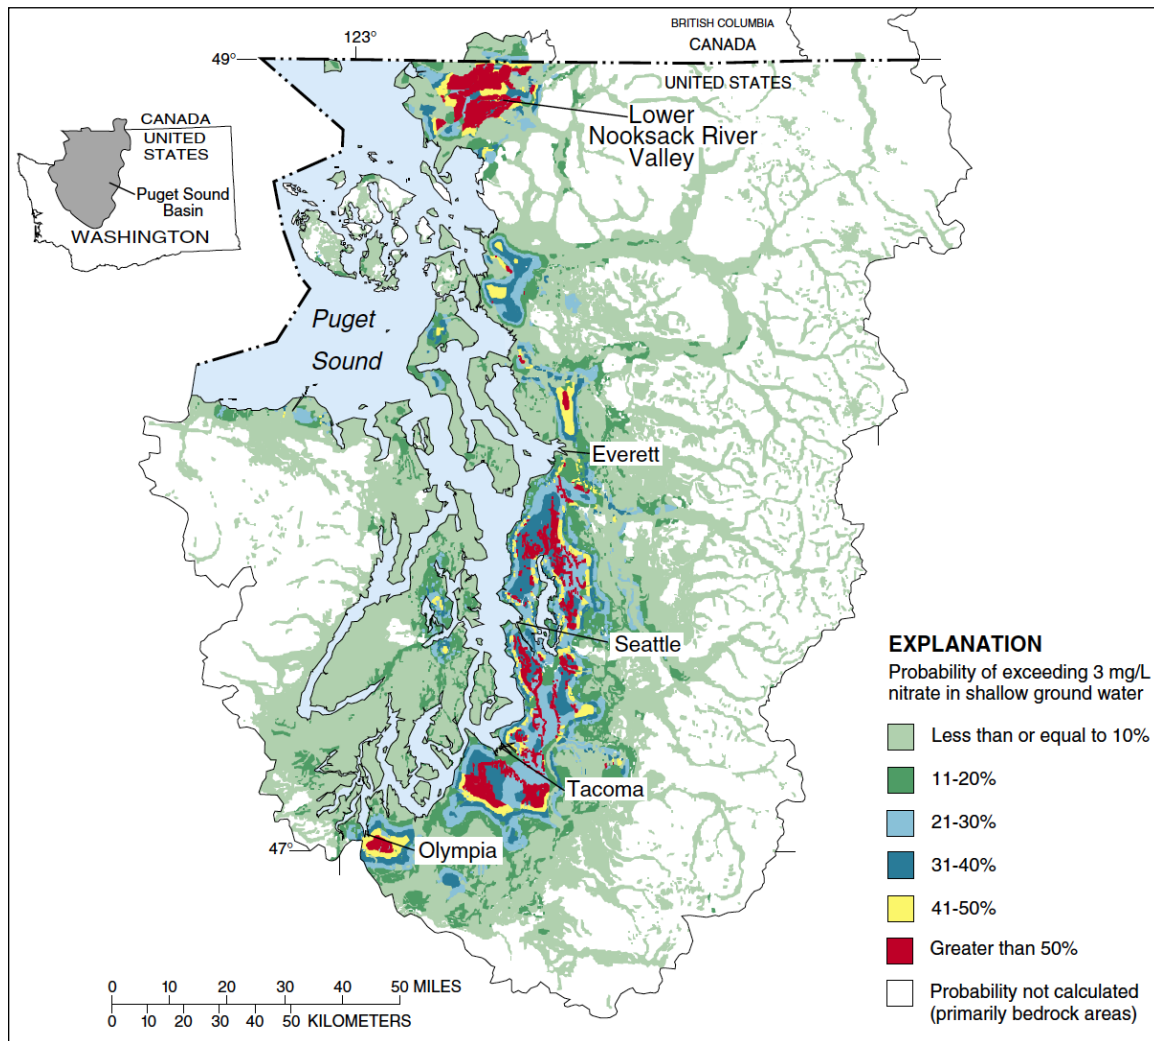 BRITISH COLUMBIA
CANADA
UNITED STATES
123°
49°
Lower
Nooksack River
Valley
CANADA
UNITED
STATES
Puget Sound
Basin
WASHINGTON
Puget
Sound
Everett
Seattle
Tacoma
Olympia
47°
EXPLANATION
Probability of exceeding 3 mg/L
nitrate in shallow ground water
Less than or equal to 10%
11-20%
21-30%
31-40%
41-50%
Greater than 50%
Probability not calculated
(primarily bedrock areas)
0 10 20 30 40 50 MILES
0 10 20 30 40 50 KILOMETERS